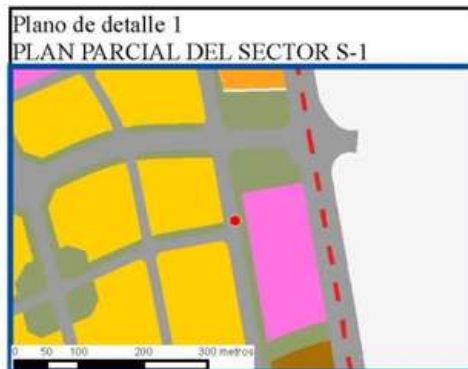 Plano de detalle 1
PLAN PARCIAL DEL SECTOR S-1
0 50 100 200 300 metros